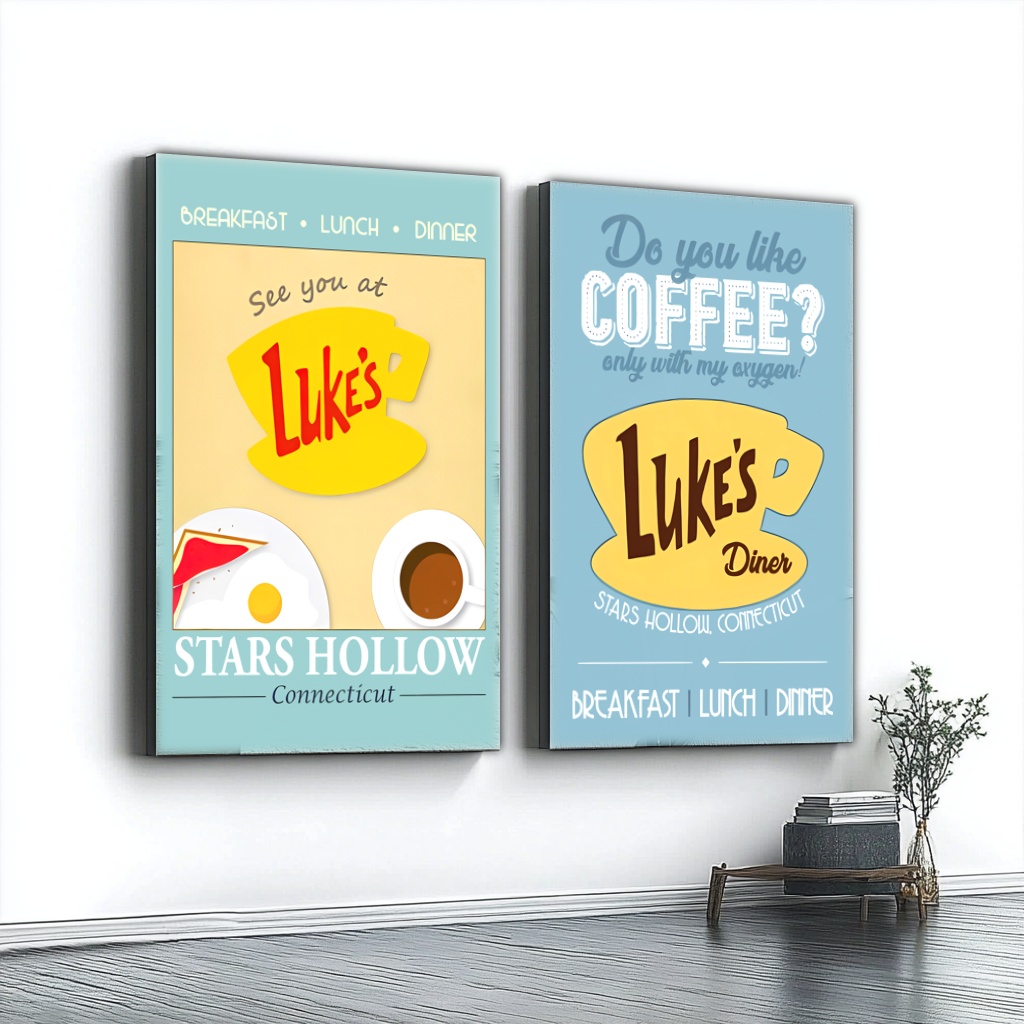 BREAKFAST • LUNCH • DINNER
See you at
LUKE'S
STARS HOLLOW
Connecticut
Do you like
COFFEE?
only with my oxygen!
LUKE'S
Diner
STARS HOLLOW, CONNECTICUT
BREAKFAST | LUNCH | DINNER